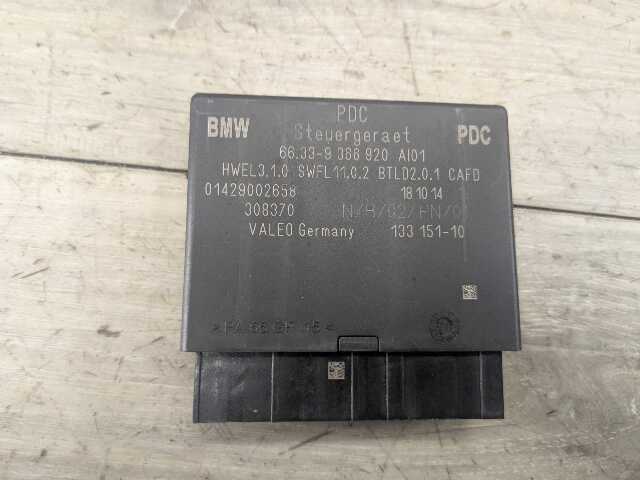 PDC
BMW Steuergeraet PDC
66.33-9 386 920 AI01
HWEL3.1.0 SWFL11.0.2 BTLD2.0.1 CAFD
01429002658 18 10 14
308370
VALEO Germany 133 151-10